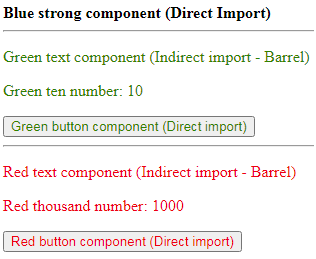 Blue strong component (Direct Import)
Green text component (Indirect import - Barrel)
Green ten number: 10
Green button component (Direct import)
Red text component (Indirect import - Barrel)
Red thousand number: 1000
Red button component (Direct import)